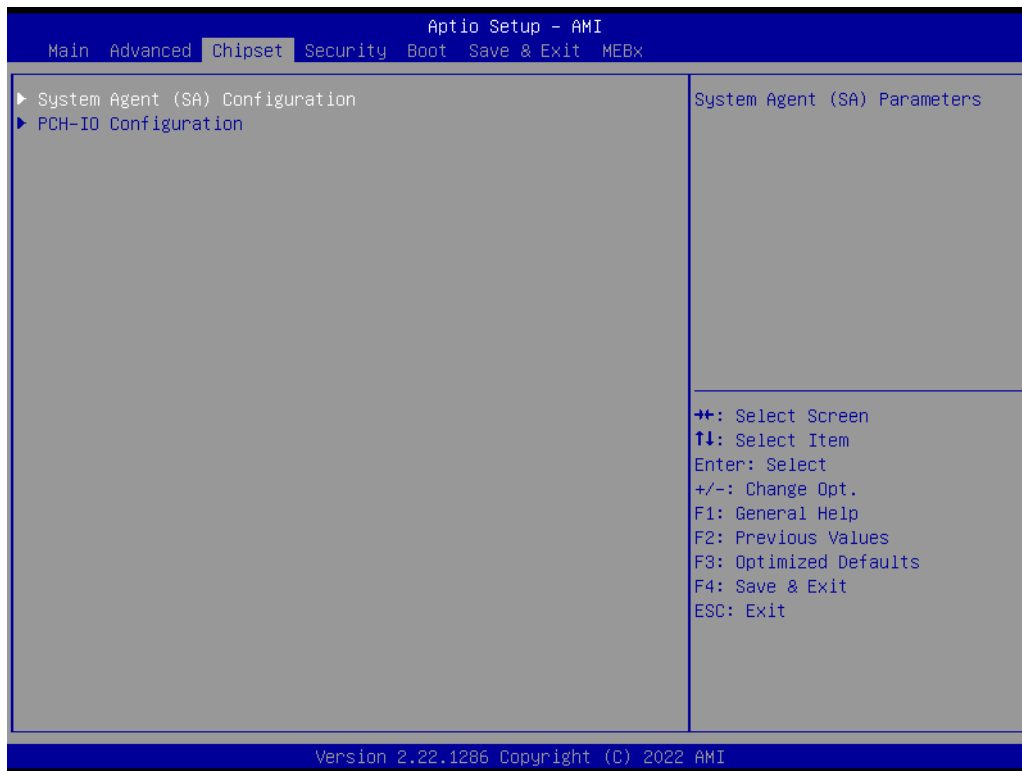 Aptio Setup – AMI
Main Advanced Chipset Security Boot Save & Exit MEBx
▶ System Agent (SA) Configuration
▶ PCH-IO Configuration
System Agent (SA) Parameters
→←: Select Screen
↑↓: Select Item
Enter: Select
+/-: Change Opt.
F1: General Help
F2: Previous Values
F3: Optimized Defaults
F4: Save & Exit
ESC: Exit
Version 2.22.1286 Copyright (C) 2022 AMI